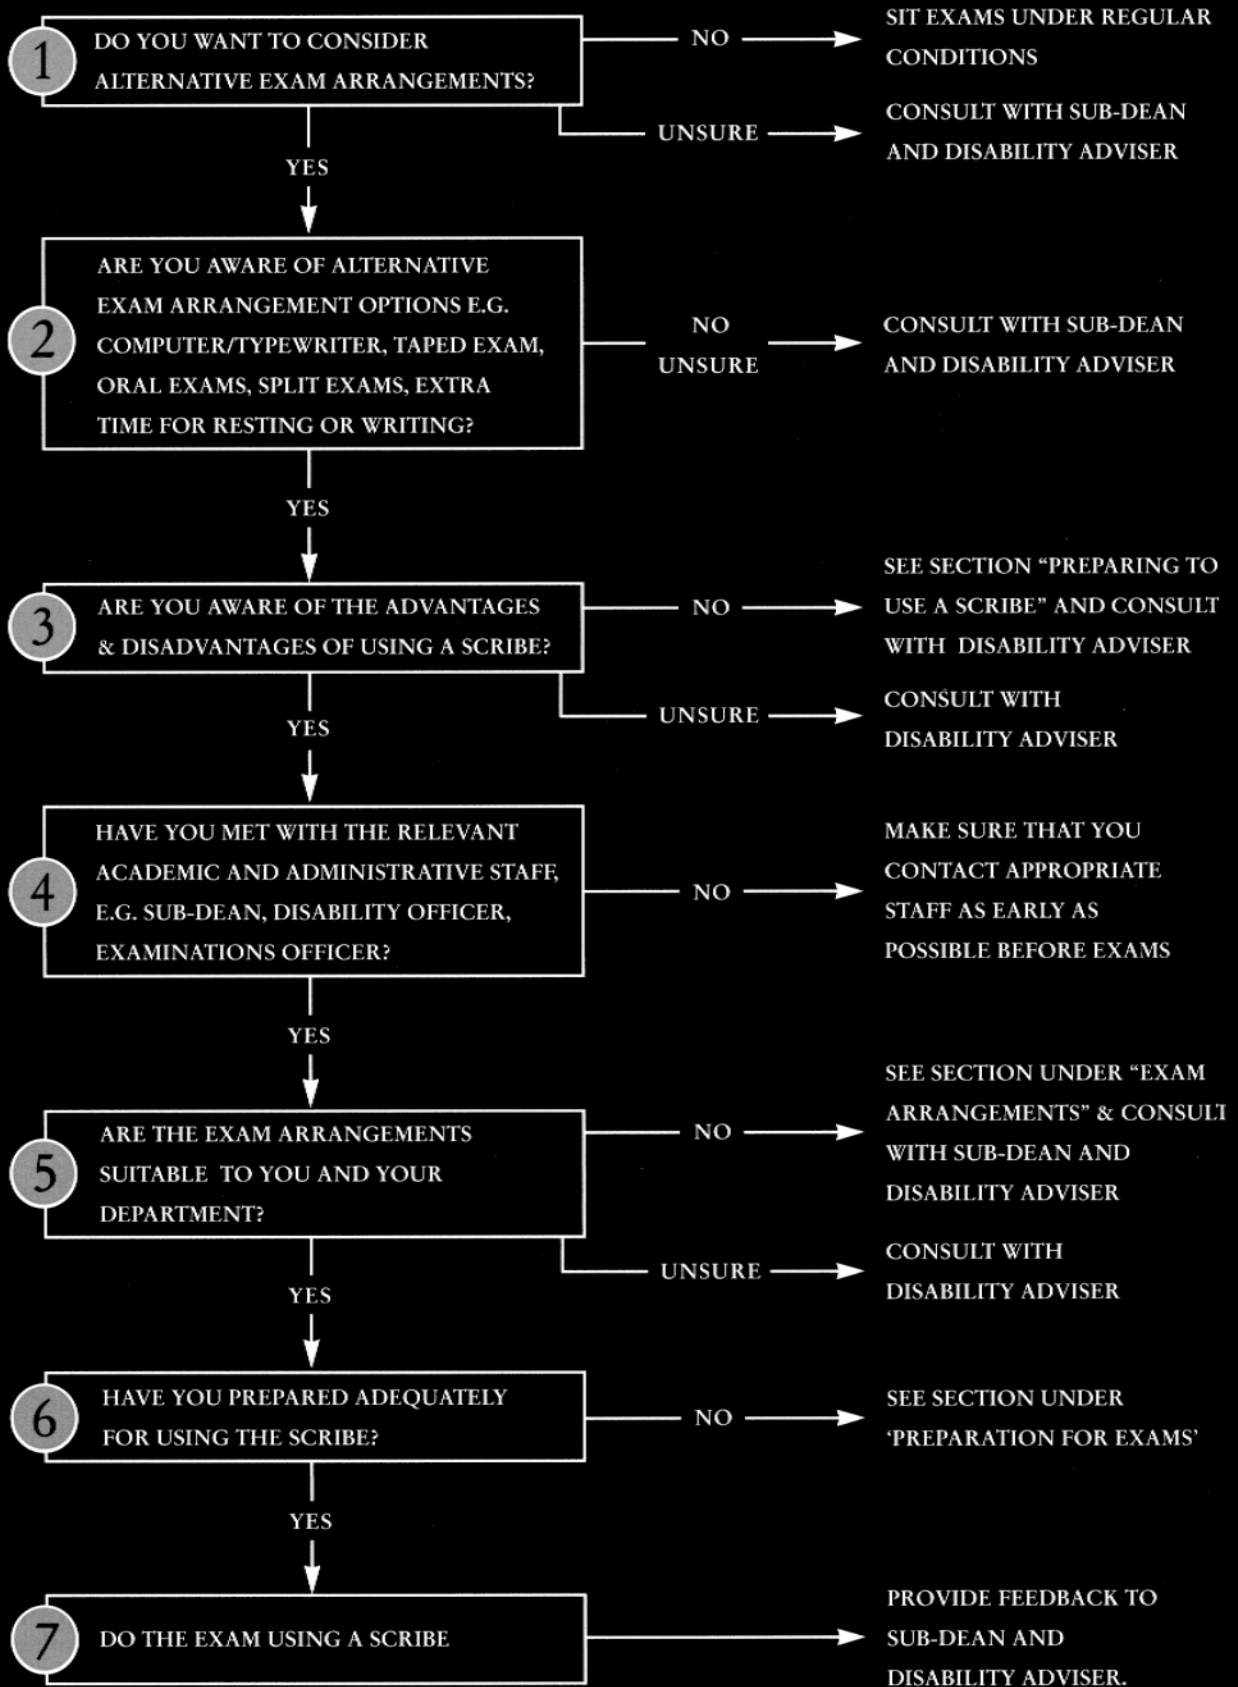 1
DO YOU WANT TO CONSIDER
ALTERNATIVE EXAM ARRANGEMENTS?
NO
SIT EXAMS UNDER REGULAR
CONDITIONS
UNSURE
CONSULT WITH SUB-DEAN
AND DISABILITY ADVISER
YES
2
ARE YOU AWARE OF ALTERNATIVE
EXAM ARRANGEMENT OPTIONS E.G.
COMPUTER/TYPEWRITER, TAPED EXAM,
ORAL EXAMS, SPLIT EXAMS, EXTRA
TIME FOR RESTING OR WRITING?
NO
UNSURE
CONSULT WITH SUB-DEAN
AND DISABILITY ADVISER
YES
3
ARE YOU AWARE OF THE ADVANTAGES
& DISADVANTAGES OF USING A SCRIBE?
NO
SEE SECTION “PREPARING TO
USE A SCRIBE” AND CONSULT
WITH DISABILITY ADVISER
UNSURE
CONSULT WITH
DISABILITY ADVISER
YES
4
HAVE YOU MET WITH THE RELEVANT
ACADEMIC AND ADMINISTRATIVE STAFF,
E.G. SUB-DEAN, DISABILITY OFFICER,
EXAMINATIONS OFFICER?
NO
MAKE SURE THAT YOU
CONTACT APPROPRIATE
STAFF AS EARLY AS
POSSIBLE BEFORE EXAMS
YES
5
ARE THE EXAM ARRANGEMENTS
SUITABLE TO YOU AND YOUR
DEPARTMENT?
NO
SEE SECTION UNDER “EXAM
ARRANGEMENTS” & CONSULT
WITH SUB-DEAN AND
DISABILITY ADVISER
UNSURE
CONSULT WITH
DISABILITY ADVISER
YES
6
HAVE YOU PREPARED ADEQUATELY
FOR USING THE SCRIBE?
NO
SEE SECTION UNDER
‘PREPARATION FOR EXAMS’
YES
7
DO THE EXAM USING A SCRIBE
PROVIDE FEEDBACK TO
SUB-DEAN AND
DISABILITY ADVISER.